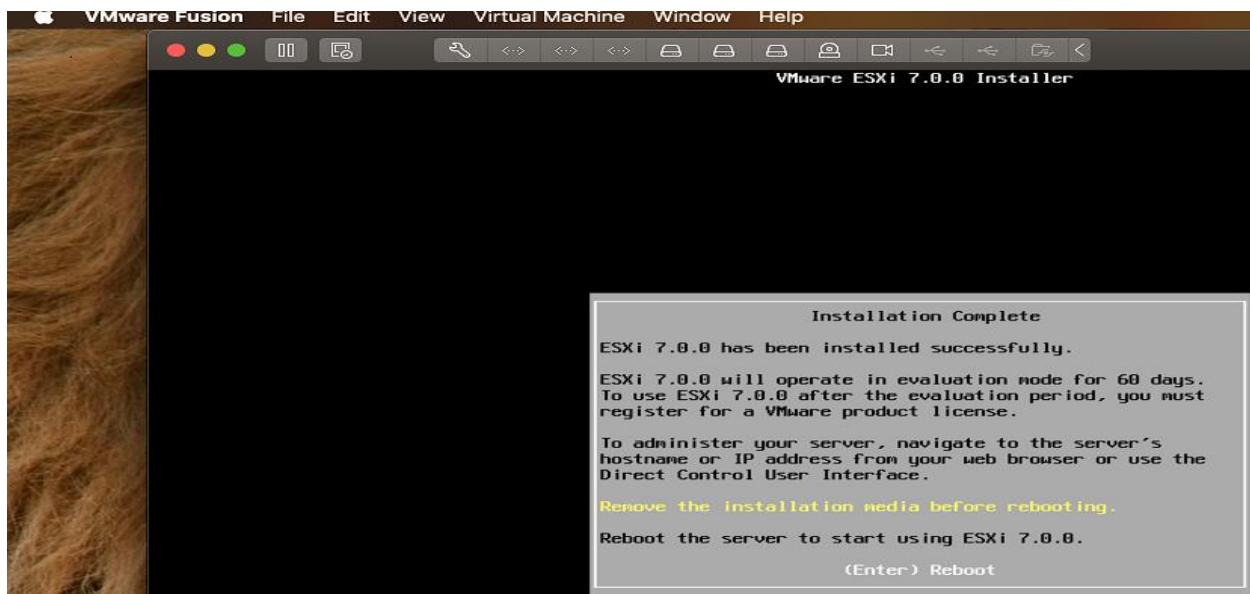 VMware Fusion File Edit View Virtual Machine Window Help
VMware ESXi 7.0.0 Installer
Installation Complete
ESXi 7.0.0 has been installed successfully.
ESXi 7.0.0 will operate in evaluation mode for 60 days.
To use ESXi 7.0.0 after the evaluation period, you must
register for a VMware product license.
To administer your server, navigate to the server's
hostname or IP address from your web browser or use the
Direct Control User Interface.
Remove the installation media before rebooting.
Reboot the server to start using ESXi 7.0.0.
(Enter) Reboot